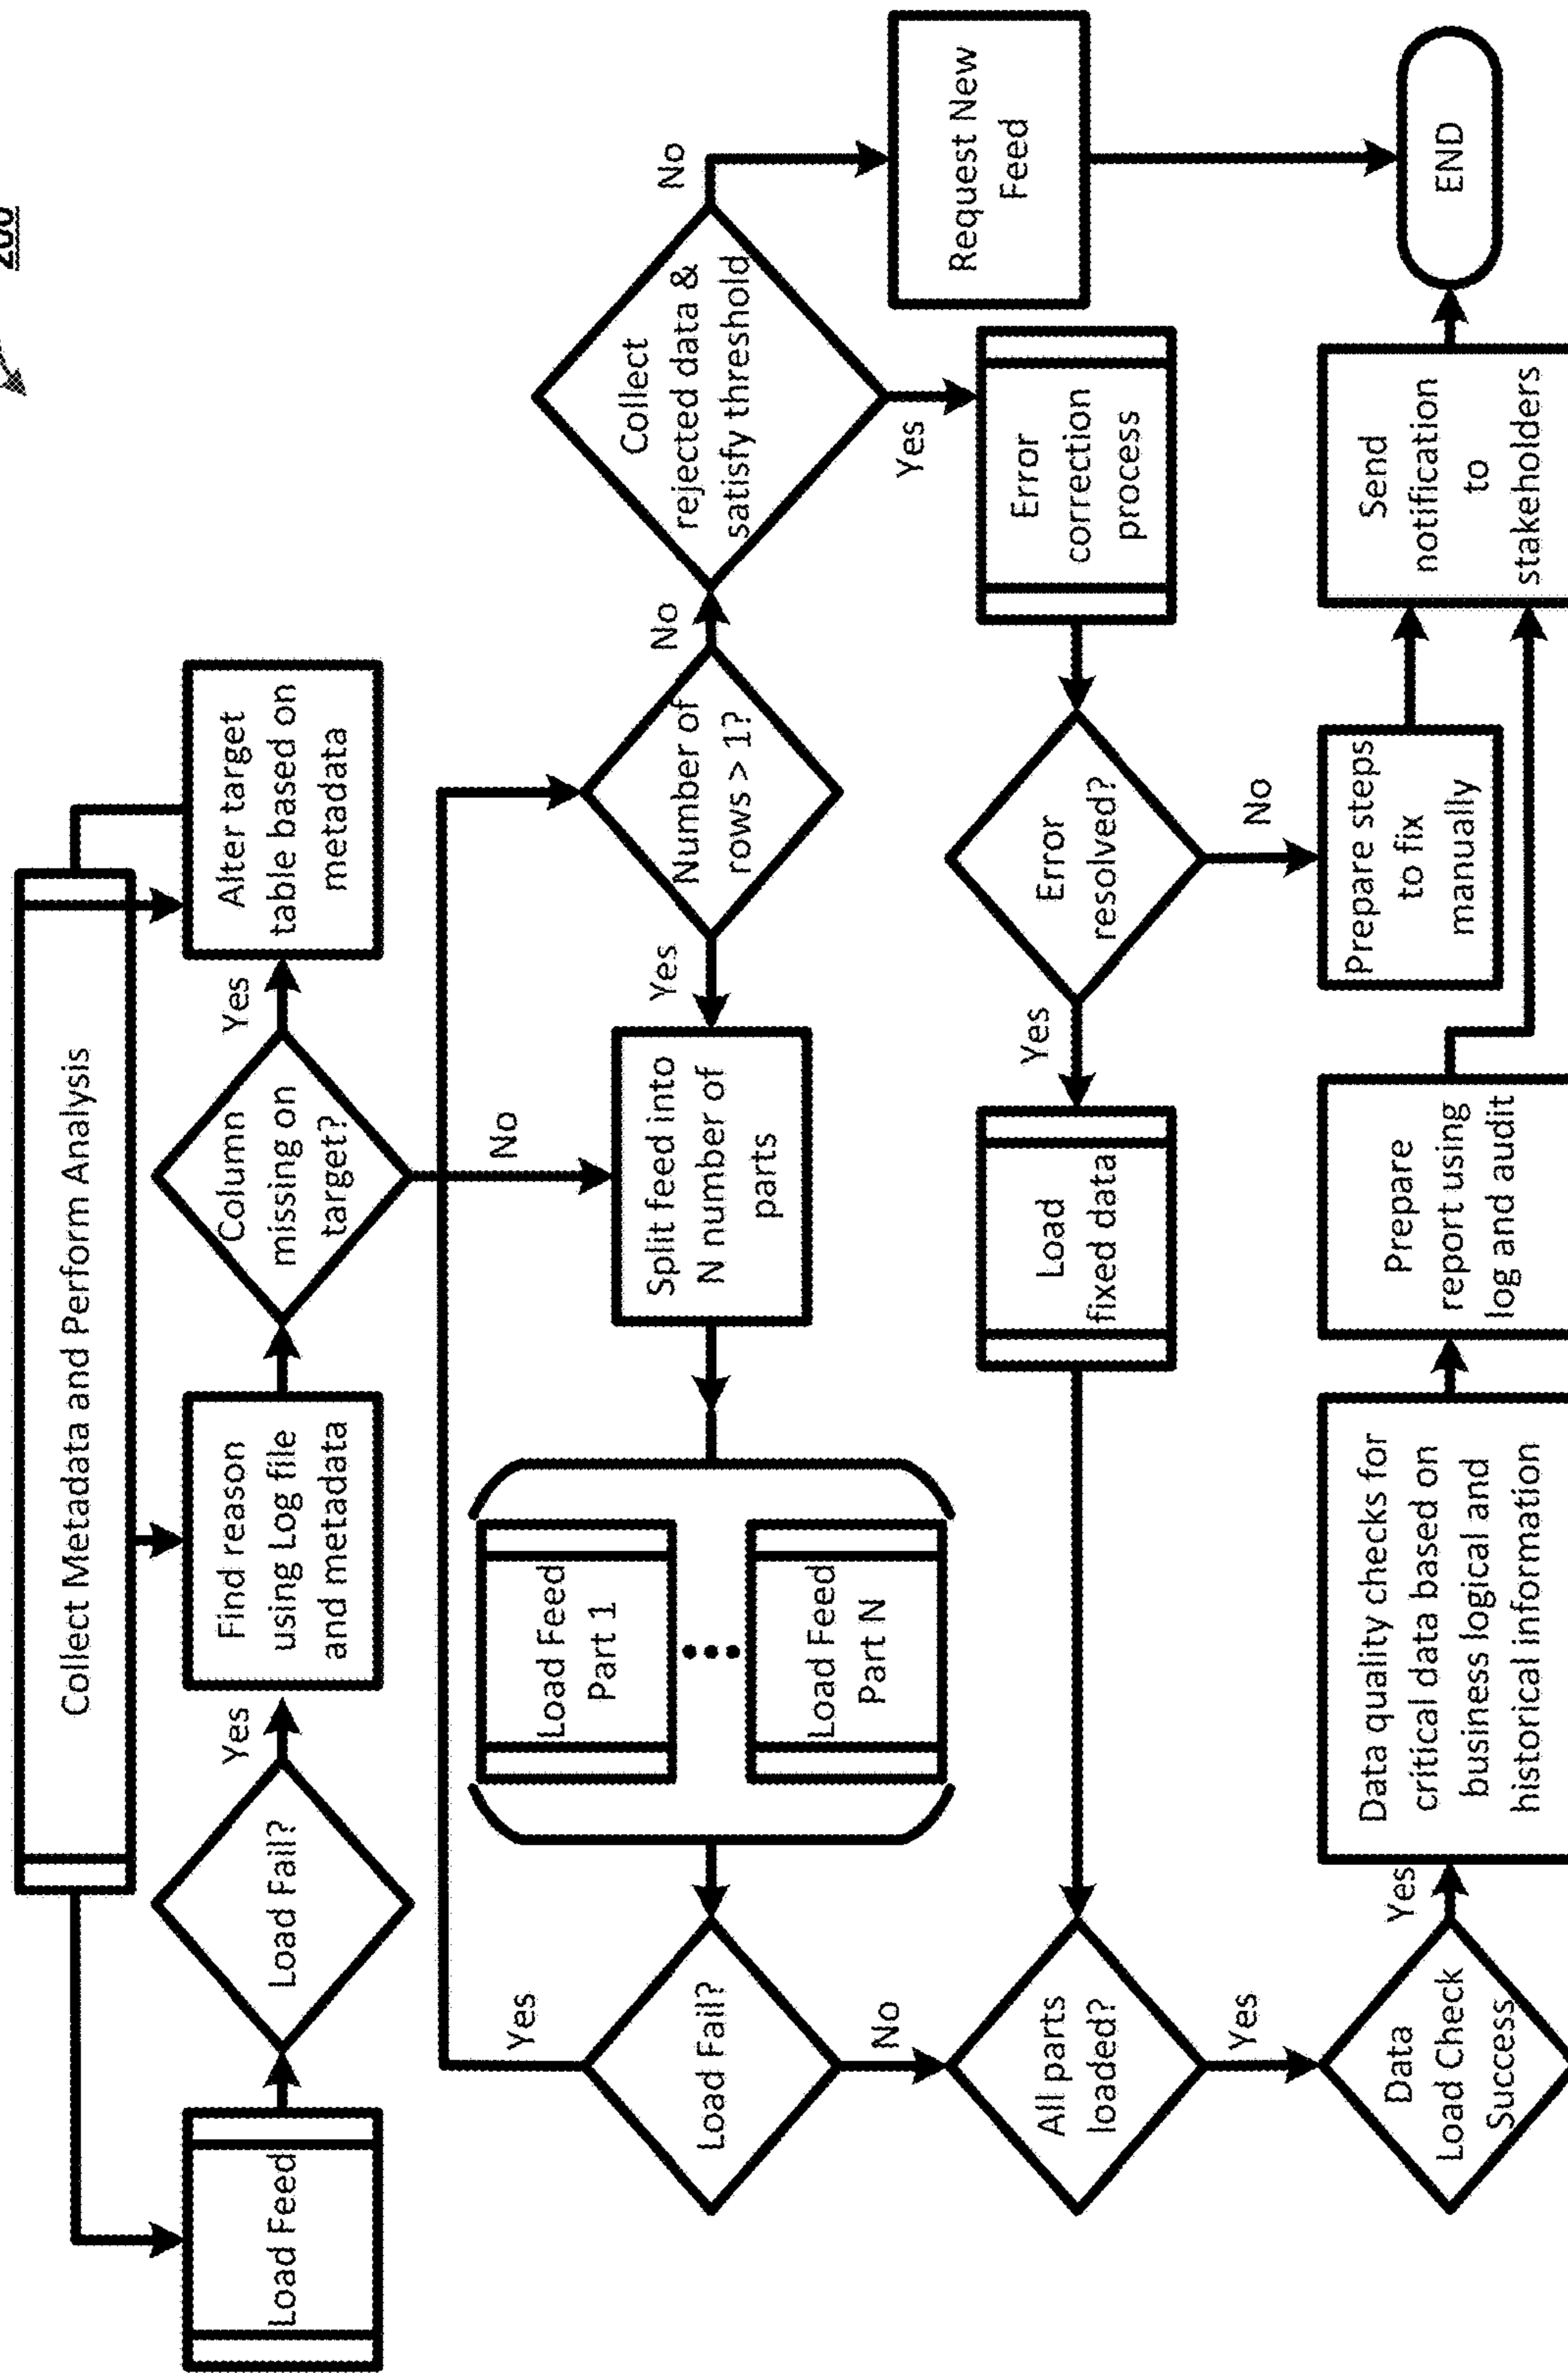 200
Collect Metadata and Perform Analysis
Load Feed
Load Fail?
Yes
Find reason
using Log file
and metadata
Column
missing on
target?
Yes
Alter target
table based on
metadata
No
Yes
Load Fail?
No
Load Feed
Part 1
Load Feed
Part N
Split feed into
N number of
parts
Yes
Number of
rows > 1?
No
Collect
rejected data &
satisfy threshold
No
Yes
Request New
Feed
All parts
loaded?
Yes
Load
fixed data
Yes
Error
resolved?
No
Error
correction
process
Data
Load Check
Success
Yes
Data quality checks for
critical data based on
business logical and
historical information
Prepare
report using
log and audit
Prepare steps
to fix
manually
Send
notification
to
stakeholders
END